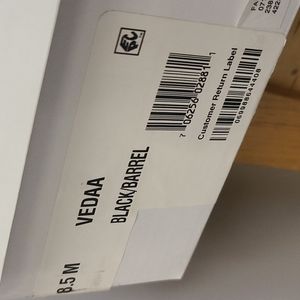 8.5 M
VEDAA
BLACK/BARREL
7 06256 02881 1
Customer Return Label